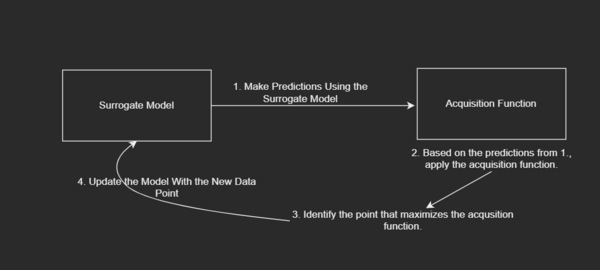 1. Make Predictions Using the
Surrogate Model
Surrogate Model
Acquisition Function
2. Based on the predictions from 1.,
apply the acquisition function.
3. Identify the point that maximizes the acqusition
function.
4. Update the Model With the New Data
Point